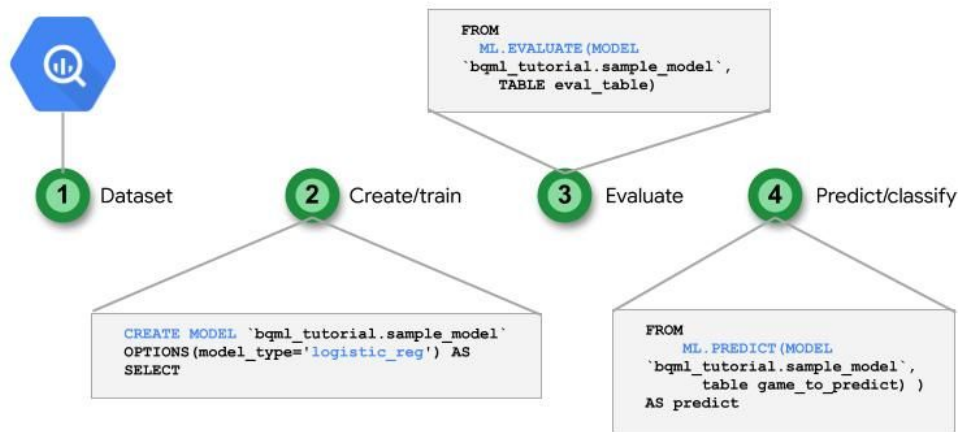 FROM
ML.EVALUATE(MODEL
`bqml_tutorial.sample_model`,
TABLE eval_table)
1 Dataset
2 Create/train
3 Evaluate
4 Predict/classify
CREATE MODEL `bqml_tutorial.sample_model`
OPTIONS(model_type='logistic_reg') AS
SELECT
FROM
ML.PREDICT(MODEL
`bqml_tutorial.sample_model`,
table game_to_predict) )
AS predict